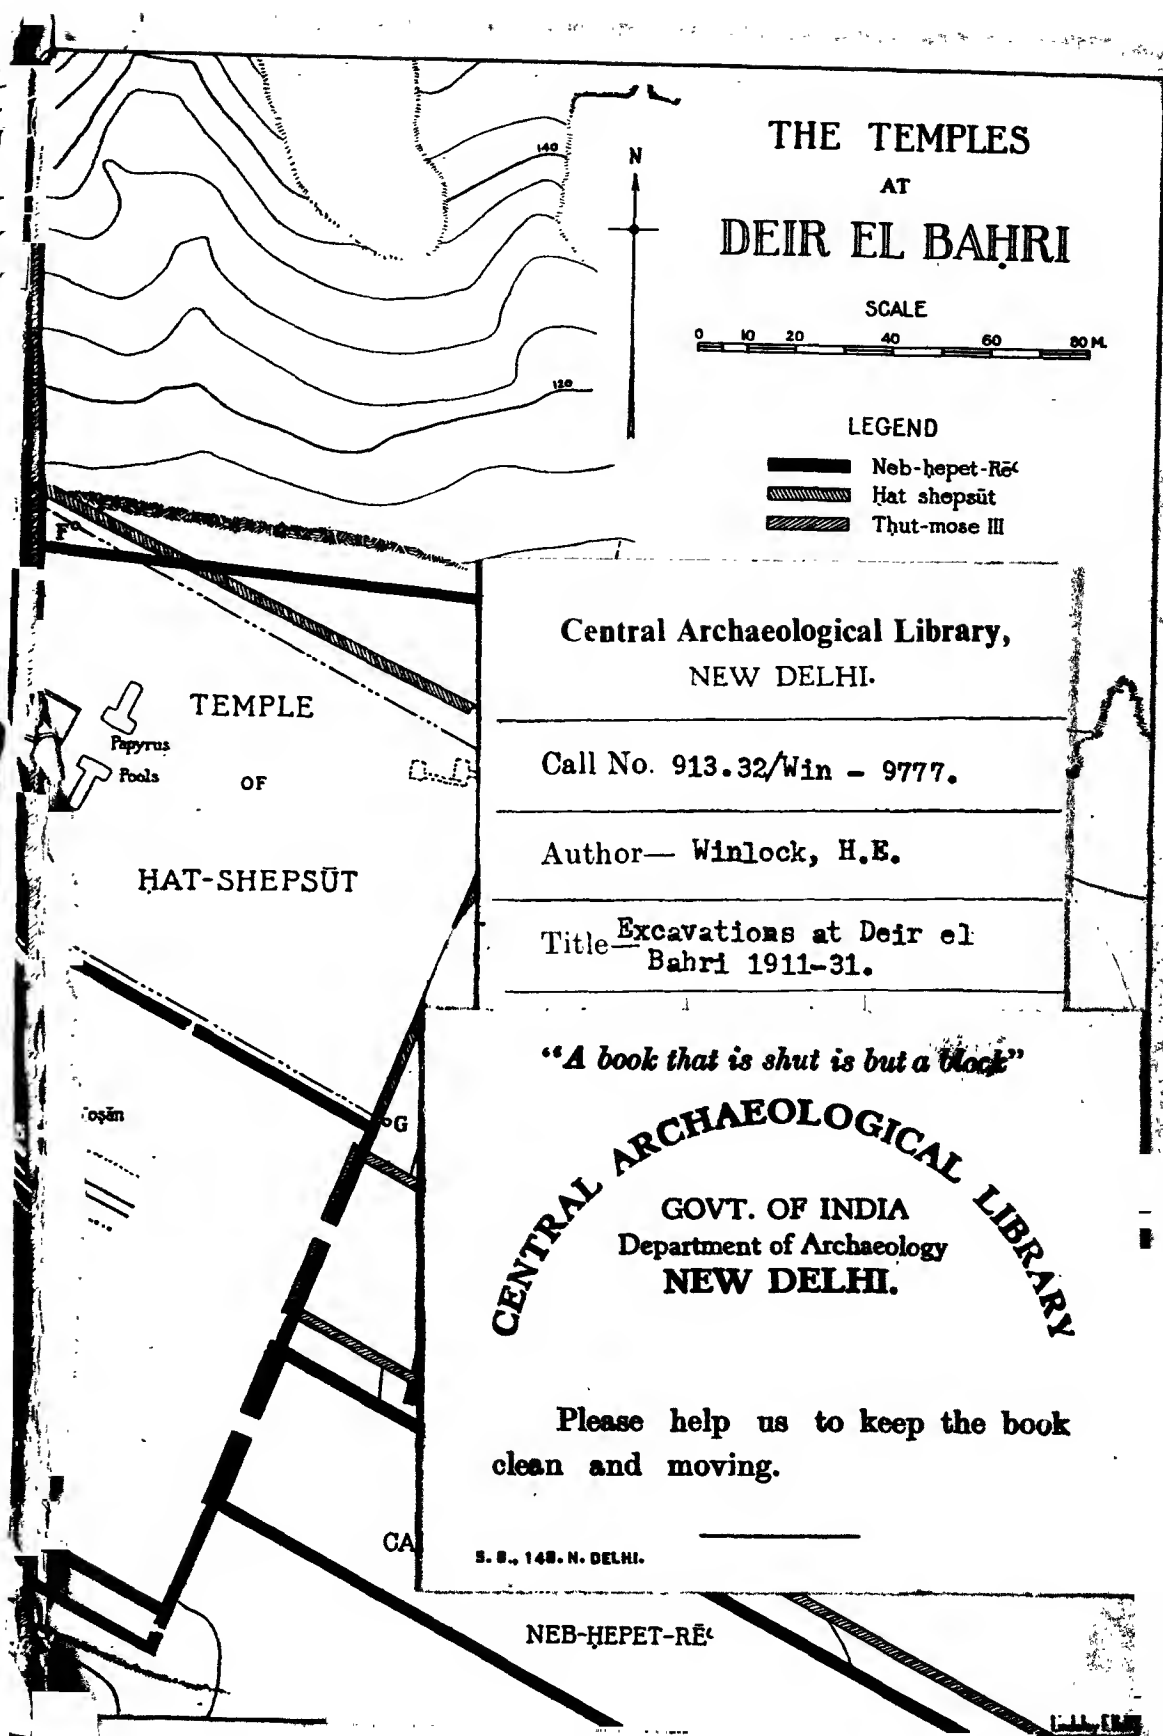 THE TEMPLES
AT
DEIR EL BAḤRI
N
SCALE
0 10 20 40 60 80 M.
140
120
LEGEND
Neb-ḥepet-Rēʿ
Ḥat shepsūt
Ṭḥut-mose III
F
TEMPLE
OF
ḤAT-SHEPSŪT
Papyrus
Pools
G
CA
NEB-ḤEPET-RĒʿ
Central Archaeological Library,
NEW DELHI.
Call No. 913.32/Win - 9777.
Author— Winlock, H.E.
Title— Excavations at Deir el
Bahri 1911-31.
“A book that is shut is but a block”
CENTRAL ARCHAEOLOGICAL LIBRARY
GOVT. OF INDIA
Department of Archaeology
NEW DELHI.
Please help us to keep the book
clean and moving.
S. B., 148. N. DELHI.